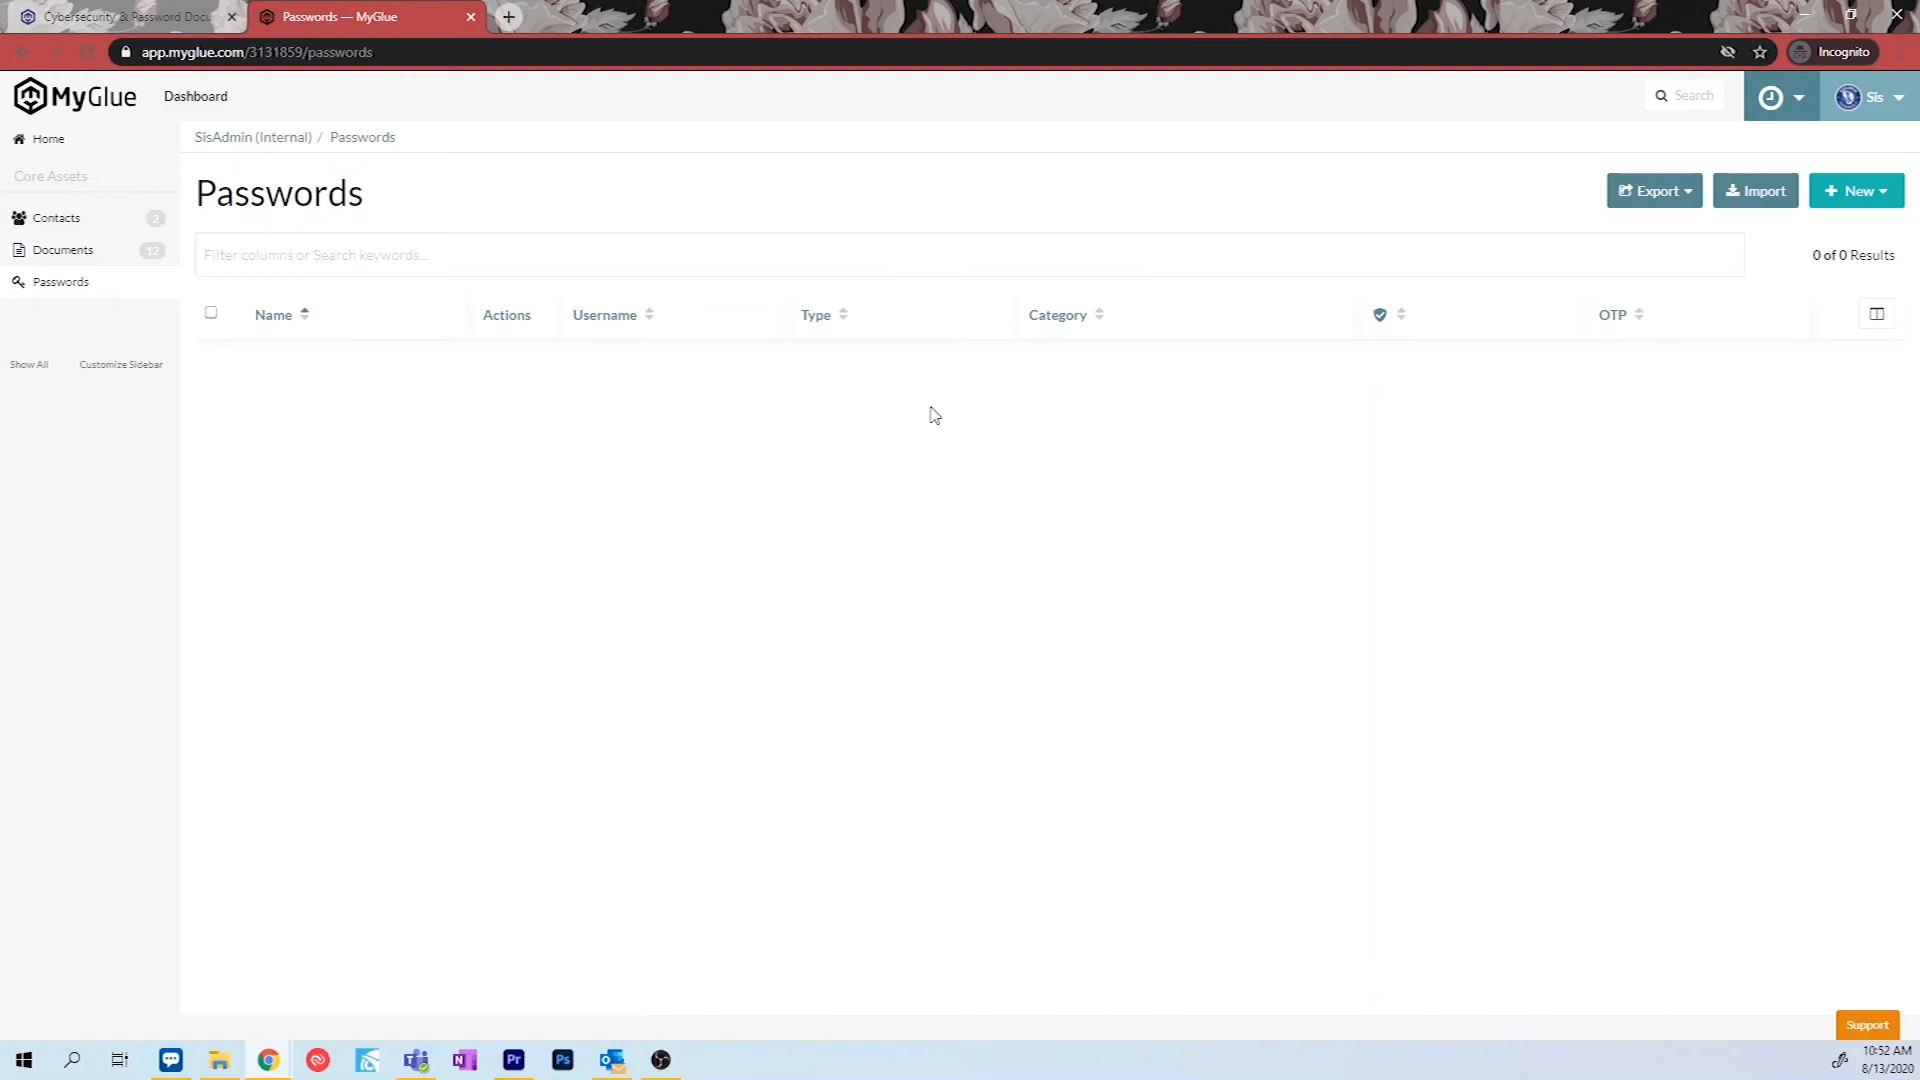 Cybersecurity & Password Docu
Passwords — MyGlue
app.myglue.com/3131859/passwords
Incognito
MyGlue
Dashboard
Search
Sis
Home
SisAdmin (Internal) / Passwords
Core Assets
Passwords
Export
Import
+ New
Contacts
2
Documents
12
Filter columns or Search keywords...
0 of 0 Results
Passwords
Name
Actions
Username
Type
Category
OTP
Show All
Customize Sidebar
Support
10:52 AM
8/13/2020